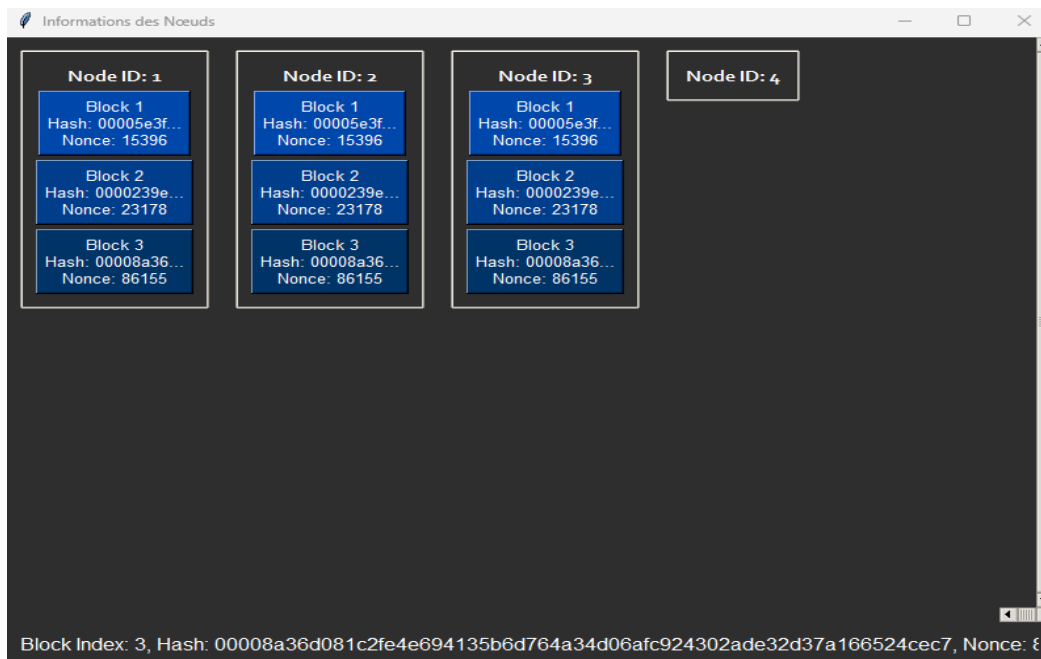 Informations des Nœuds
Node ID: 1
Block 1
Hash: 00005e3f...
Nonce: 15396
Block 2
Hash: 0000239e...
Nonce: 23178
Block 3
Hash: 00008a36...
Nonce: 86155
Node ID: 2
Block 1
Hash: 00005e3f...
Nonce: 15396
Block 2
Hash: 0000239e...
Nonce: 23178
Block 3
Hash: 00008a36...
Nonce: 86155
Node ID: 3
Block 1
Hash: 00005e3f...
Nonce: 15396
Block 2
Hash: 0000239e...
Nonce: 23178
Block 3
Hash: 00008a36...
Nonce: 86155
Node ID: 4
Block Index: 3, Hash: 00008a36d081c2fe4e694135b6d764a34d06afc924302ade32d37a166524cec7, Nonce: 8